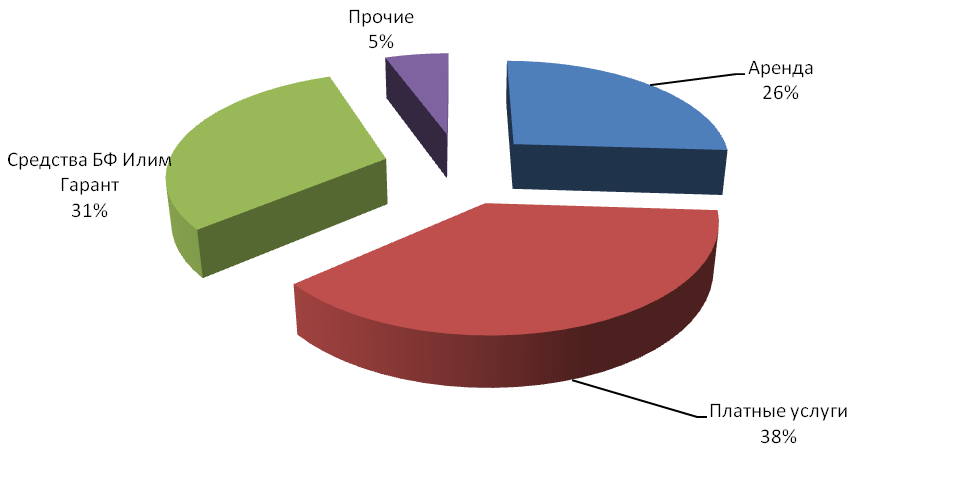 Прочие
5%
Аренда
26%
Средства БФ Илим
Гарант
31%
Платные услуги
38%